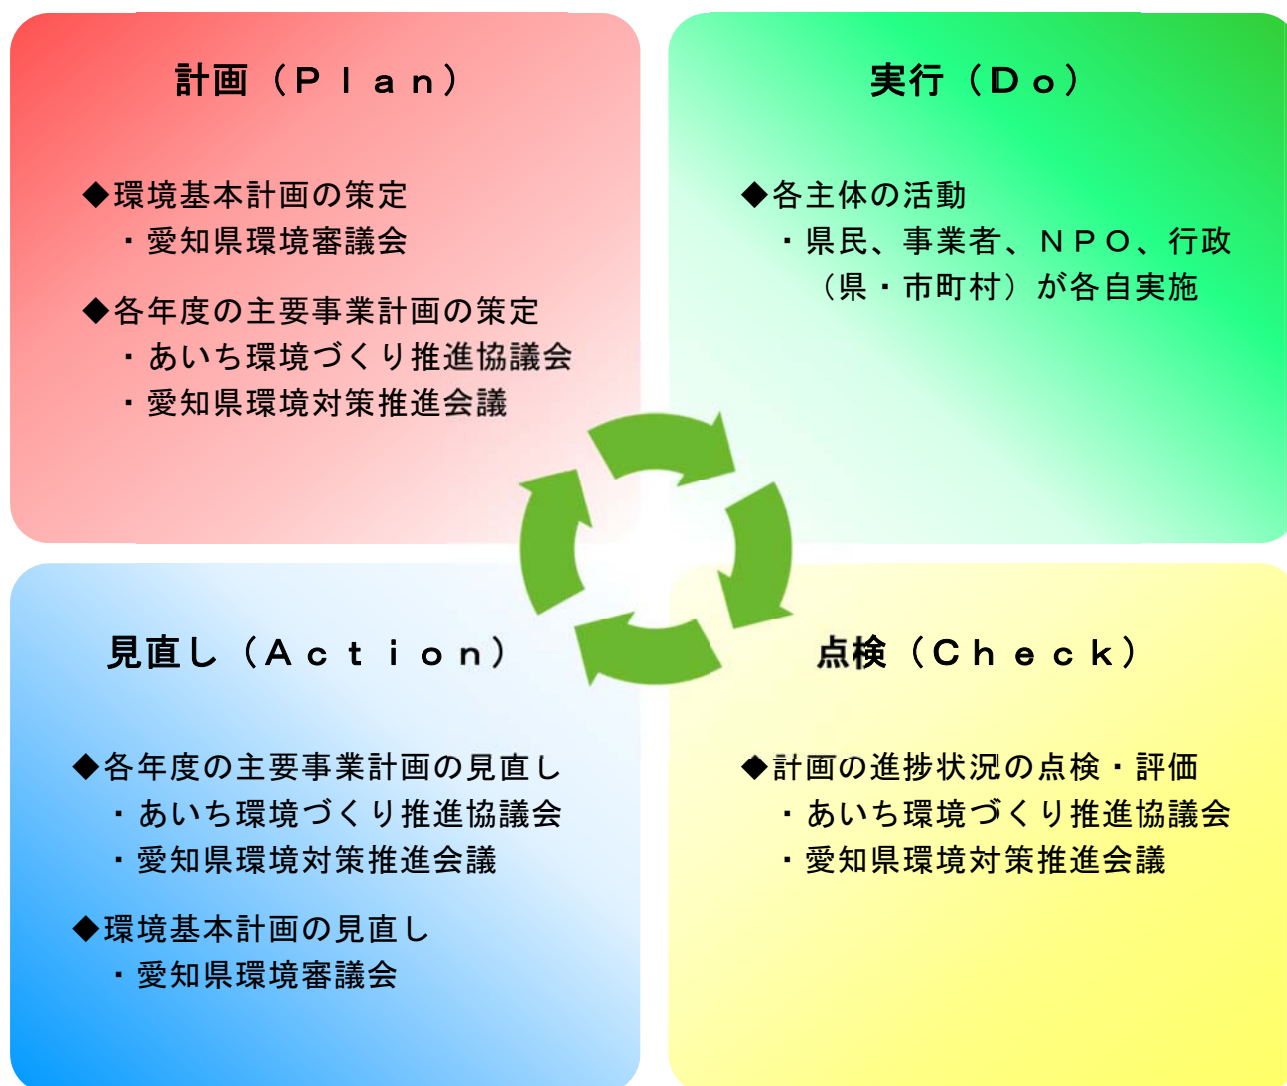 計画（Ｐｌａｎ）
◆環境基本計画の策定
・愛知県環境審議会
◆各年度の主要事業計画の策定
・あいち環境づくり推進協議会
・愛知県環境対策推進会議
実行（Ｄｏ）
◆各主体の活動
・県民、事業者、ＮＰＯ、行政
（県・市町村）が各自実施
見直し（Ａｃｔｉｏｎ）
◆各年度の主要事業計画の見直し
・あいち環境づくり推進協議会
・愛知県環境対策推進会議
◆環境基本計画の見直し
・愛知県環境審議会
点検（Ｃｈｅｃｋ）
◆計画の進捗状況の点検・評価
・あいち環境づくり推進協議会
・愛知県環境対策推進会議